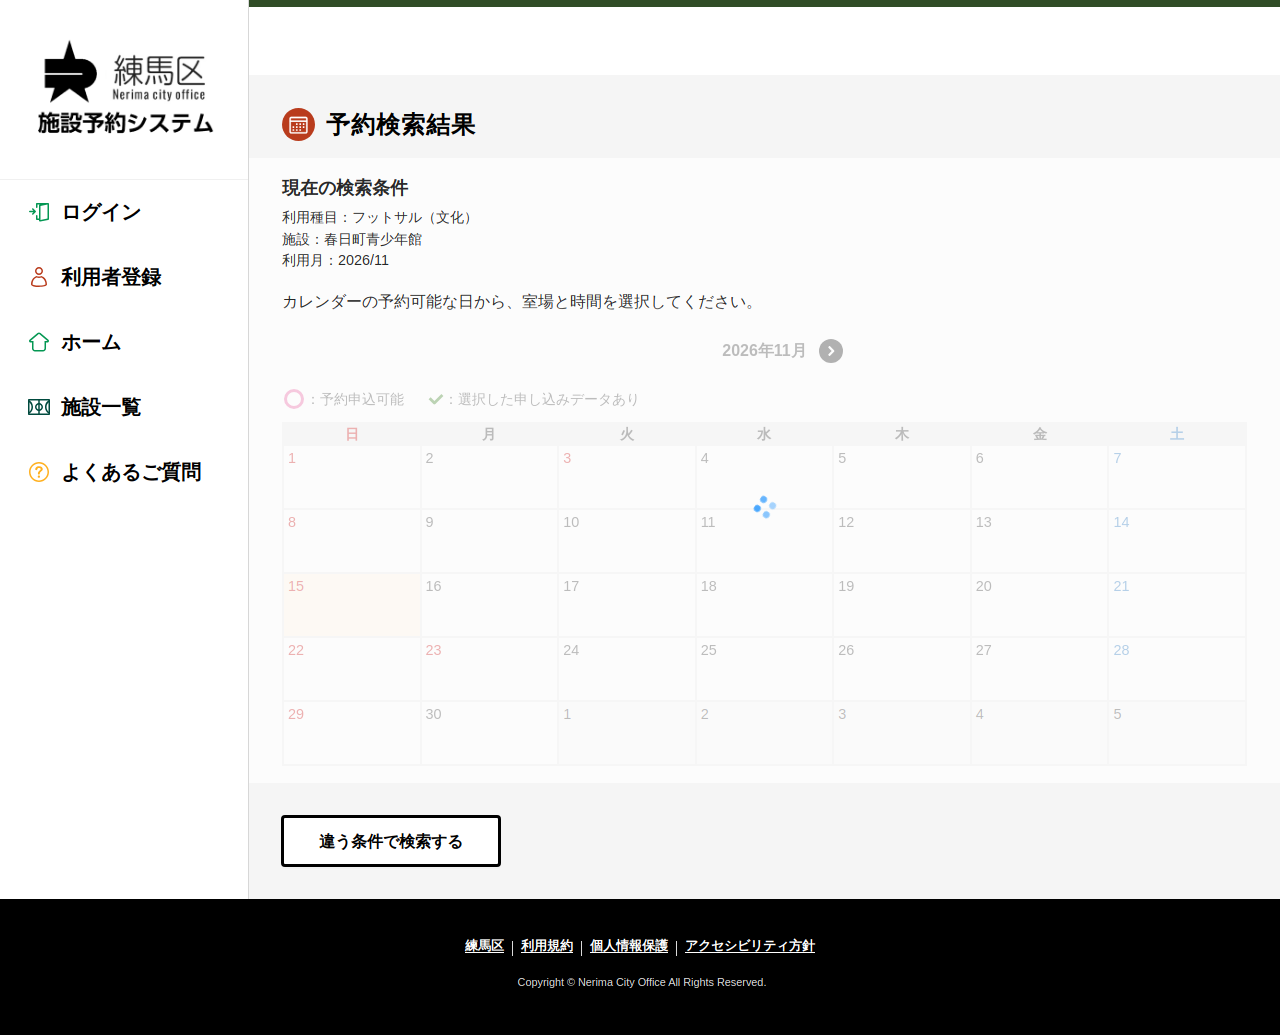 練馬区
Nerima city office
施設予約システム
ログイン
利用者登録
ホーム
施設一覧
よくあるご質問
予約検索結果
現在の検索条件
利用種目：フットサル（文化）
施設：春日町青少年館
利用月：2026/11
カレンダーの予約可能な日から、室場と時間を選択してください。
2026年11月
：予約申込可能 ：選択した申し込みデータあり
日 月 火 水 木 金 土
1 2 3 4 5 6 7
8 9 10 11 12 13 14
15 16 17 18 19 20 21
22 23 24 25 26 27 28
29 30 1 2 3 4 5
違う条件で検索する
練馬区 | 利用規約 | 個人情報保護 | アクセシビリティ方針
Copyright © Nerima City Office All Rights Reserved.